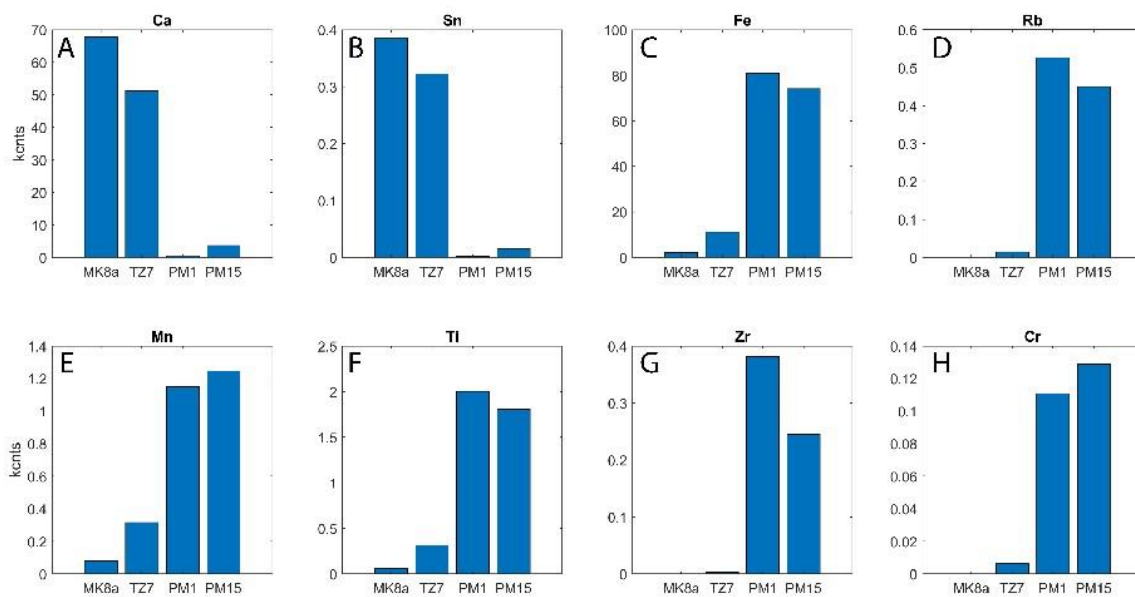 Ca Sn Fe Rb
A B C D
70 0.4 100 0.6
60 0.5
50 0.3 80 0.4
40 60
30 0.2 0.3
20 40 0.2
10 0.1 20 0.1
0 0 0 0
kcnts
MK8a TZ7 PM1 PM15 MK8a TZ7 PM1 PM15 MK8a TZ7 PM1 PM15 MK8a TZ7 PM1 PM15
Mn TI Zr Cr
E F G H
1.4 2.5 0.4 0.14
1.2 2 0.12
1 0.3 0.1
0.8 1.5 0.08
0.6 1 0.2 0.06
0.4 0.04
0.2 0.5 0.1 0.02
0 0 0 0
kcnts
MK8a TZ7 PM1 PM15 MK8a TZ7 PM1 PM15 MK8a TZ7 PM1 PM15 MK8a TZ7 PM1 PM15